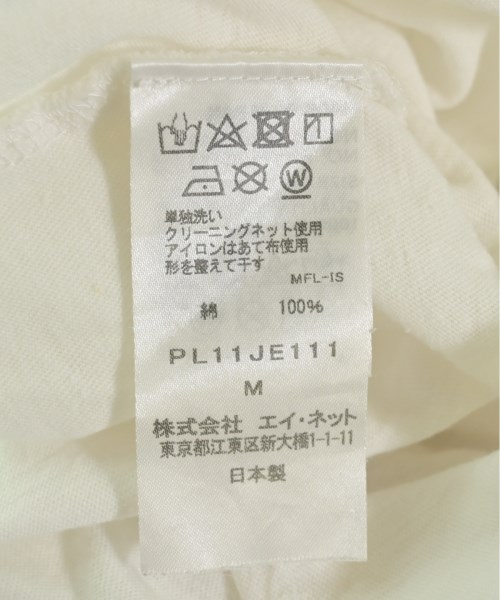 W
単独洗い
クリーニングネット使用
アイロンはあて布使用
形を整えて干す
MFL-IS
綿 100%
PL11JE111
M
株式会社 エイ・ネット
東京都江東区新大橋1-1-11
日本製